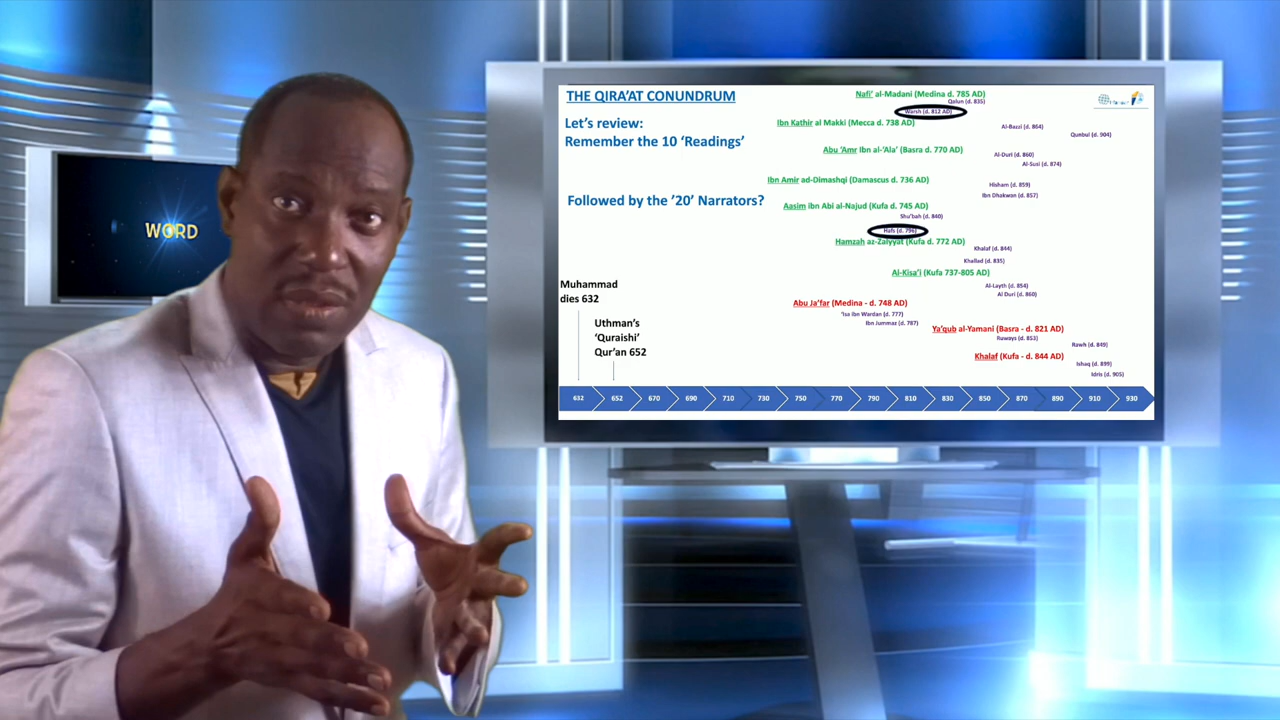 WORD
THE QIRA'AT CONUNDRUM
Let's review:
Remember the 10 'Readings'
Followed by the '20' Narrators?
Muhammad
dies 632
Uthman's
'Quraishi'
Qur'an 652
Nafi' al-Madani (Medina d. 785 AD)
Qalun (d. 835)
Warsh (d. 812 AD)
Ibn Kathir al Makki (Mecca d. 738 AD)
Al-Bazzi (d. 864)
Qunbul (d. 904)
Abu 'Amr Ibn al-'Ala' (Basra d. 770 AD)
Al-Duri (d. 860)
Al-Susi (d. 874)
Ibn Amir ad-Dimashqi (Damascus d. 736 AD)
Hisham (d. 859)
Ibn Dhakwan (d. 857)
Aasim ibn Abi al-Najud (Kufa d. 745 AD)
Shu'bah (d. 840)
Hafs (d. 796)
Hamzah az-Zaiyyat (Kufa d. 772 AD)
Khalaf (d. 844)
Khallad (d. 835)
Al-Kisa'i (Kufa 737-805 AD)
Al-Layth (d. 854)
Al Duri (d. 860)
Abu Ja'far (Medina - d. 748 AD)
'Isa ibn Wardan (d. 777)
Ibn Jummaz (d. 787)
Ya'qub al-Yamani (Basra - d. 821 AD)
Ruways (d. 853)
Rawh (d. 849)
Khalaf (Kufa - d. 844 AD)
Ishaq (d. 899)
Idris (d. 905)
632 652 670 690 710 730 750 770 790 810 830 850 870 890 910 930